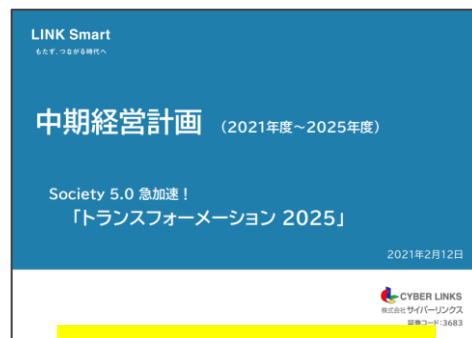 LINK Smart
もたず、つながる時代へ
中期経営計画 （2021年度～2025年度）
Society 5.0 急加速！
「トランスフォーメーション 2025」
2021年2月12日
CYBER LINKS
株式会社サイバーリンクス
証券コード:3683